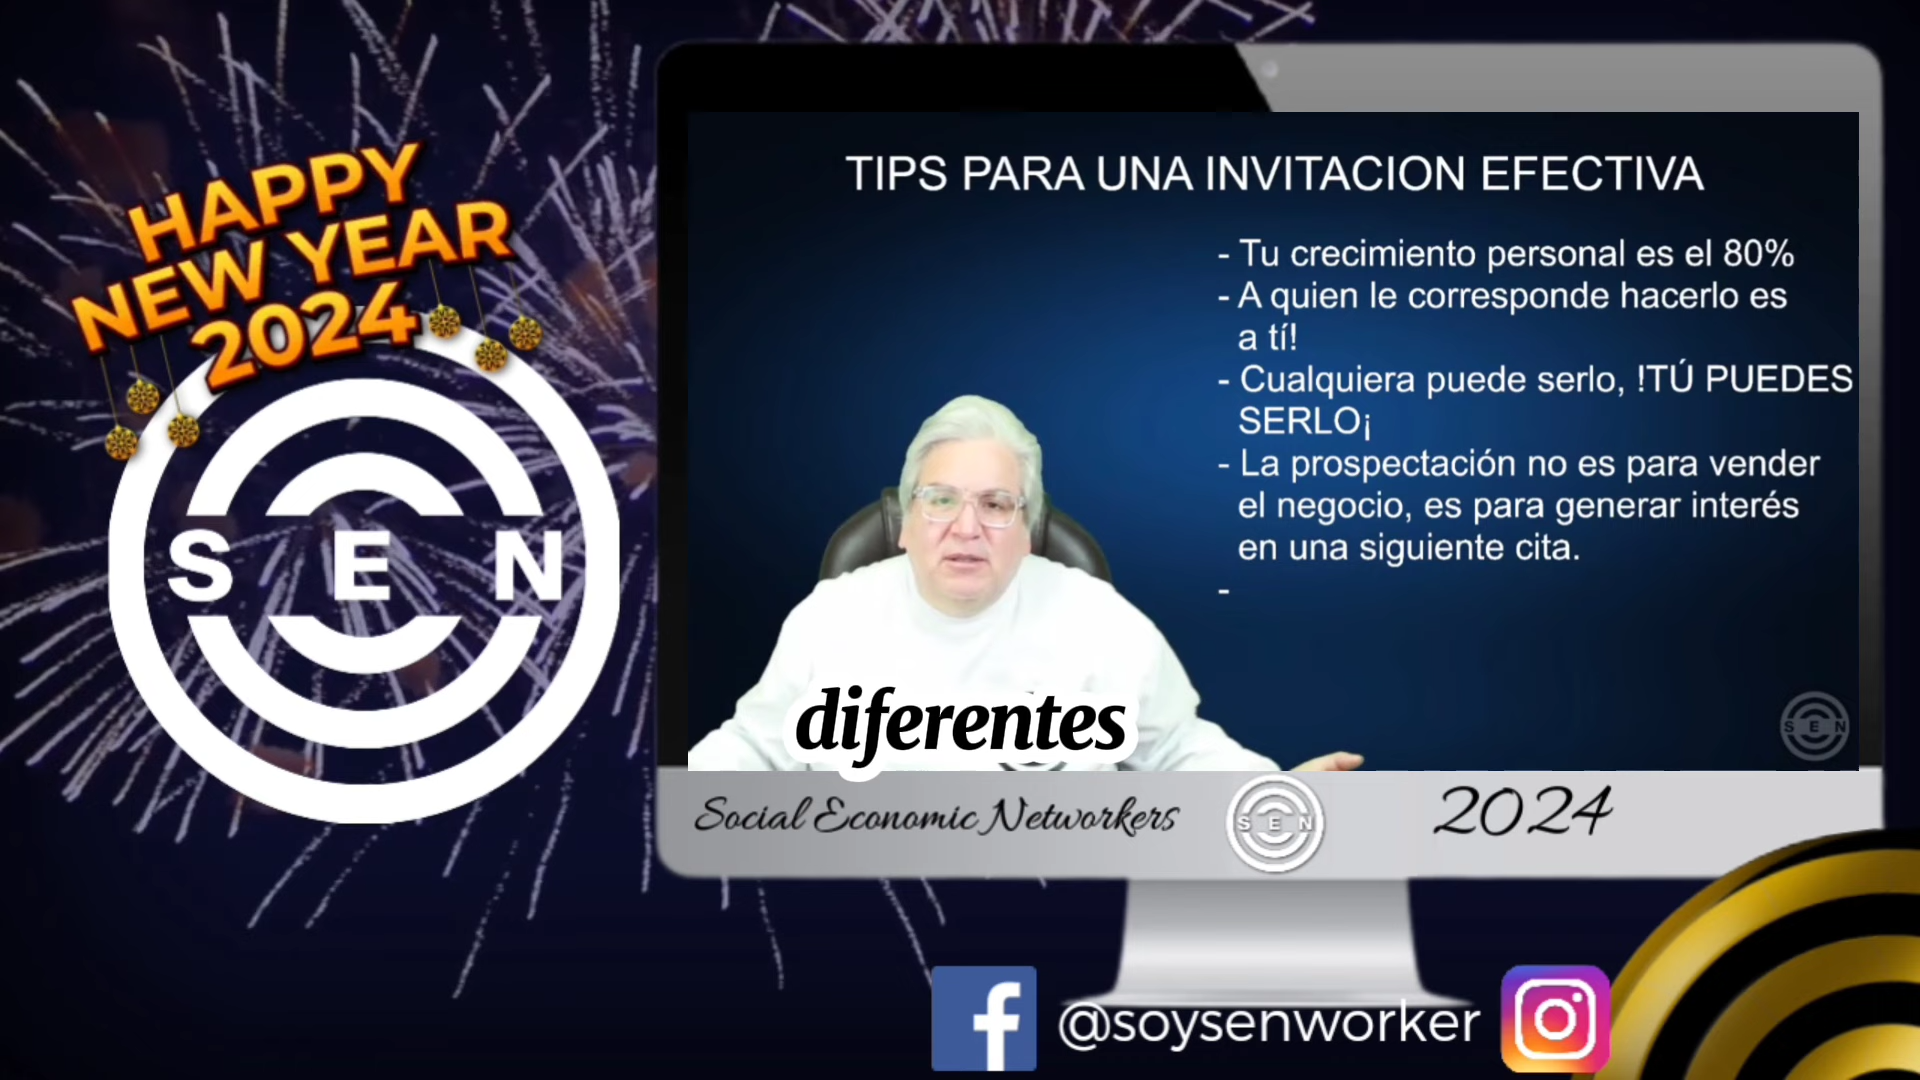 HAPPY
NEW YEAR
2024
S E N
TIPS PARA UNA INVITACION EFECTIVA
- Tu crecimiento personal es el 80%
- A quien le corresponde hacerlo es
a tí!
- Cualquiera puede serlo, !TÚ PUEDES
SERLO¡
- La prospectación no es para vender
el negocio, es para generar interés
en una siguiente cita.
-
diferentes
S E N
Social Economic Networkers
S E N
2024
@soysenworker